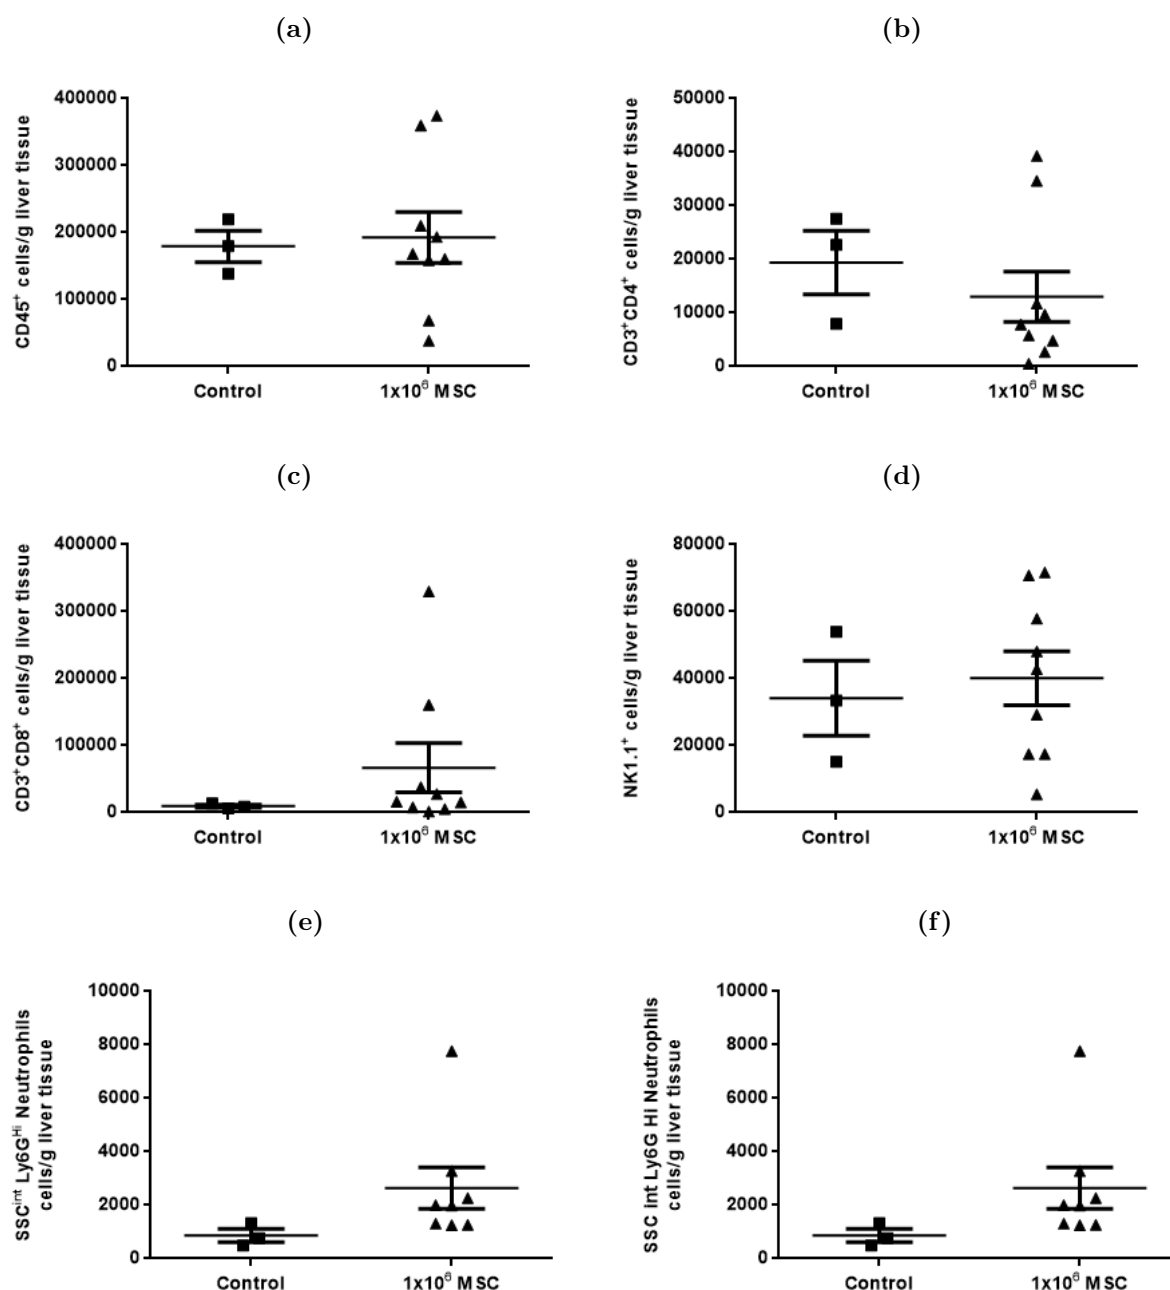 (a)
(b)
CD45⁺ cells/g liver tissue
400000
300000
200000
100000
0
Control
1x10⁶ MSC
CD3⁺CD4⁺ cells/g liver tissue
50000
40000
30000
20000
10000
0
Control
1x10⁶ MSC
(c)
(d)
CD3⁺CD8⁺ cells/g liver tissue
400000
300000
200000
100000
0
Control
1x10⁶ MSC
NK1.1⁺ cells/g liver tissue
80000
60000
40000
20000
0
Control
1x10⁶ MSC
(e)
(f)
SSCⁱⁿᵗ Ly6Gᴴⁱ Neutrophils
cells/g liver tissue
10000
8000
6000
4000
2000
0
Control
1x10⁶ MSC
SSC int Ly6G Hi Neutrophils
cells/g liver tissue
10000
8000
6000
4000
2000
0
Control
1x10⁶ MSC